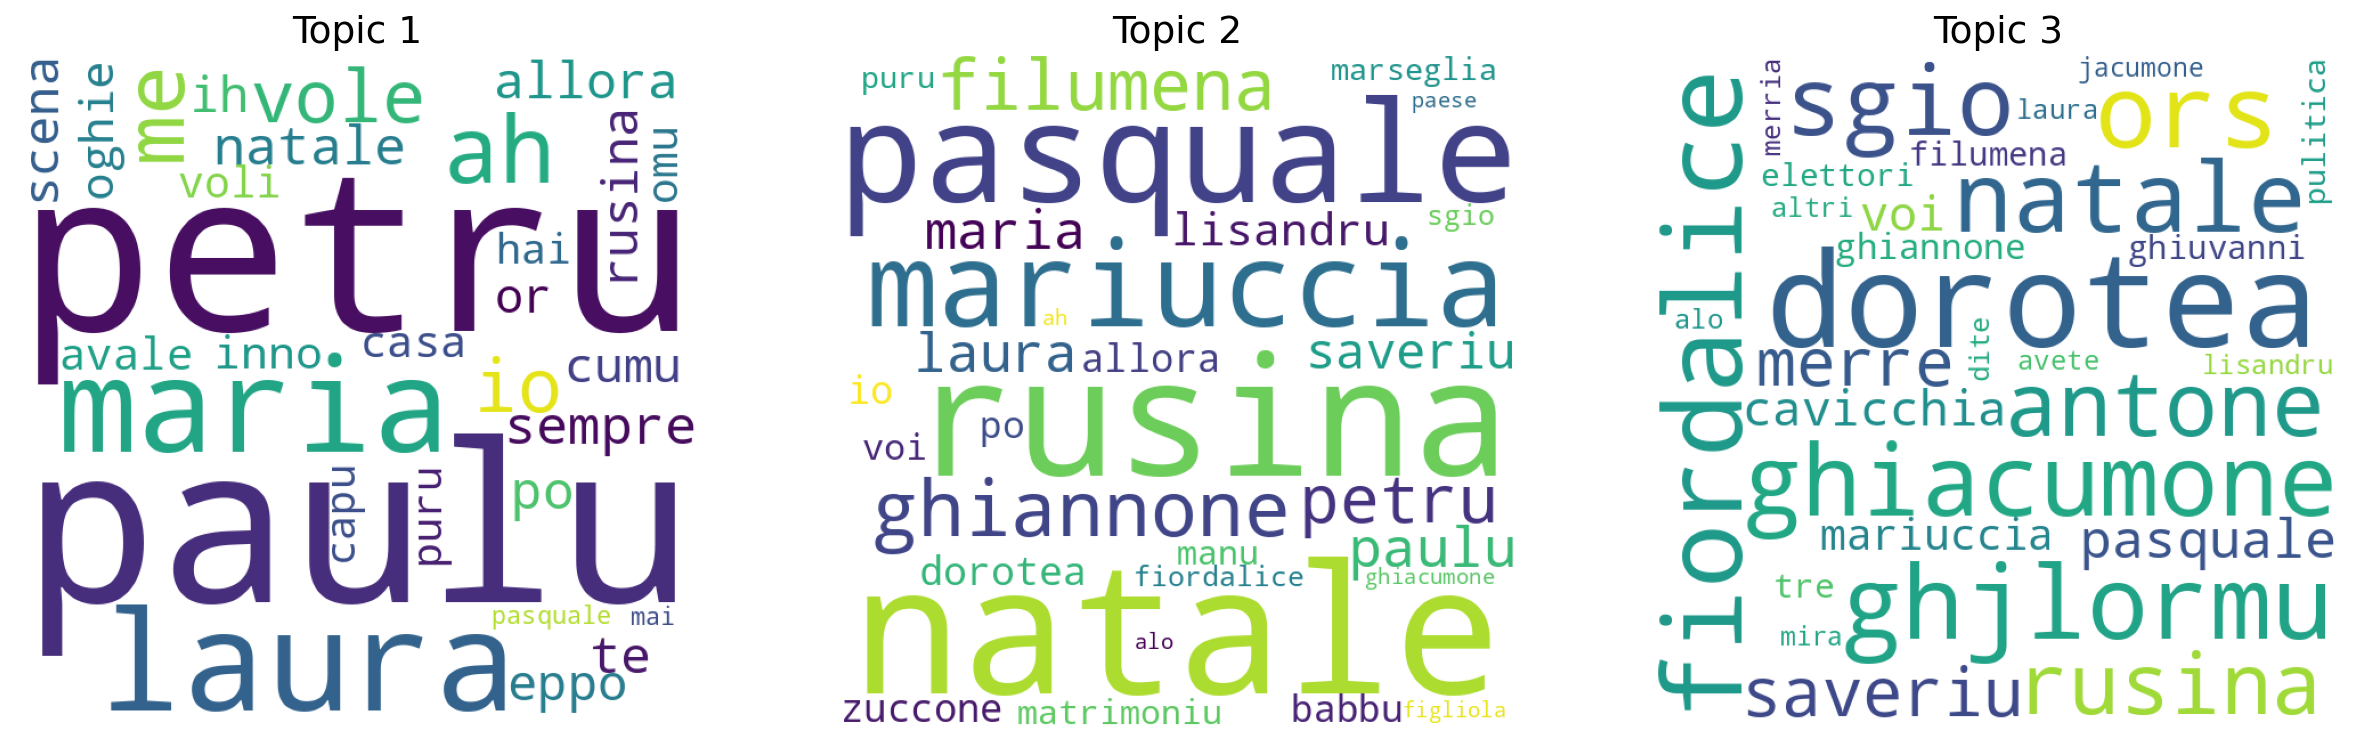 Topic 1
scena
oghie
me
ih
vole
allora
natale
ah
rusina
omu
voli
petru
hai
or
avale
inno
casa
io
cumu
maria
sempre
capu
puru
po
paulu
pasquale
mai
laura
te
eppo
Topic 2
puru
filumena
marseglia
paese
pasquale
maria
lisandru
sgio
mariuccia
ah
laura
allora
saveriu
io
rusina
voi
po
ghiannone
petru
manu
paulu
dorotea
fiordalice
ghiacumone
natale
alo
zuccone
matrimoniu
babbu
figliola
Topic 3
fiordalice
merria
sgio
jacumone
laura
ors
pulitica
filumena
elettori
altri
voi
natale
ghiannone
ghiuvanni
dorotea
alo
merre
dite
avete
lisandru
cavicchia
antone
ghiacumone
mariuccia
pasquale
tre
ghjlormu
mira
saveriu
rusina